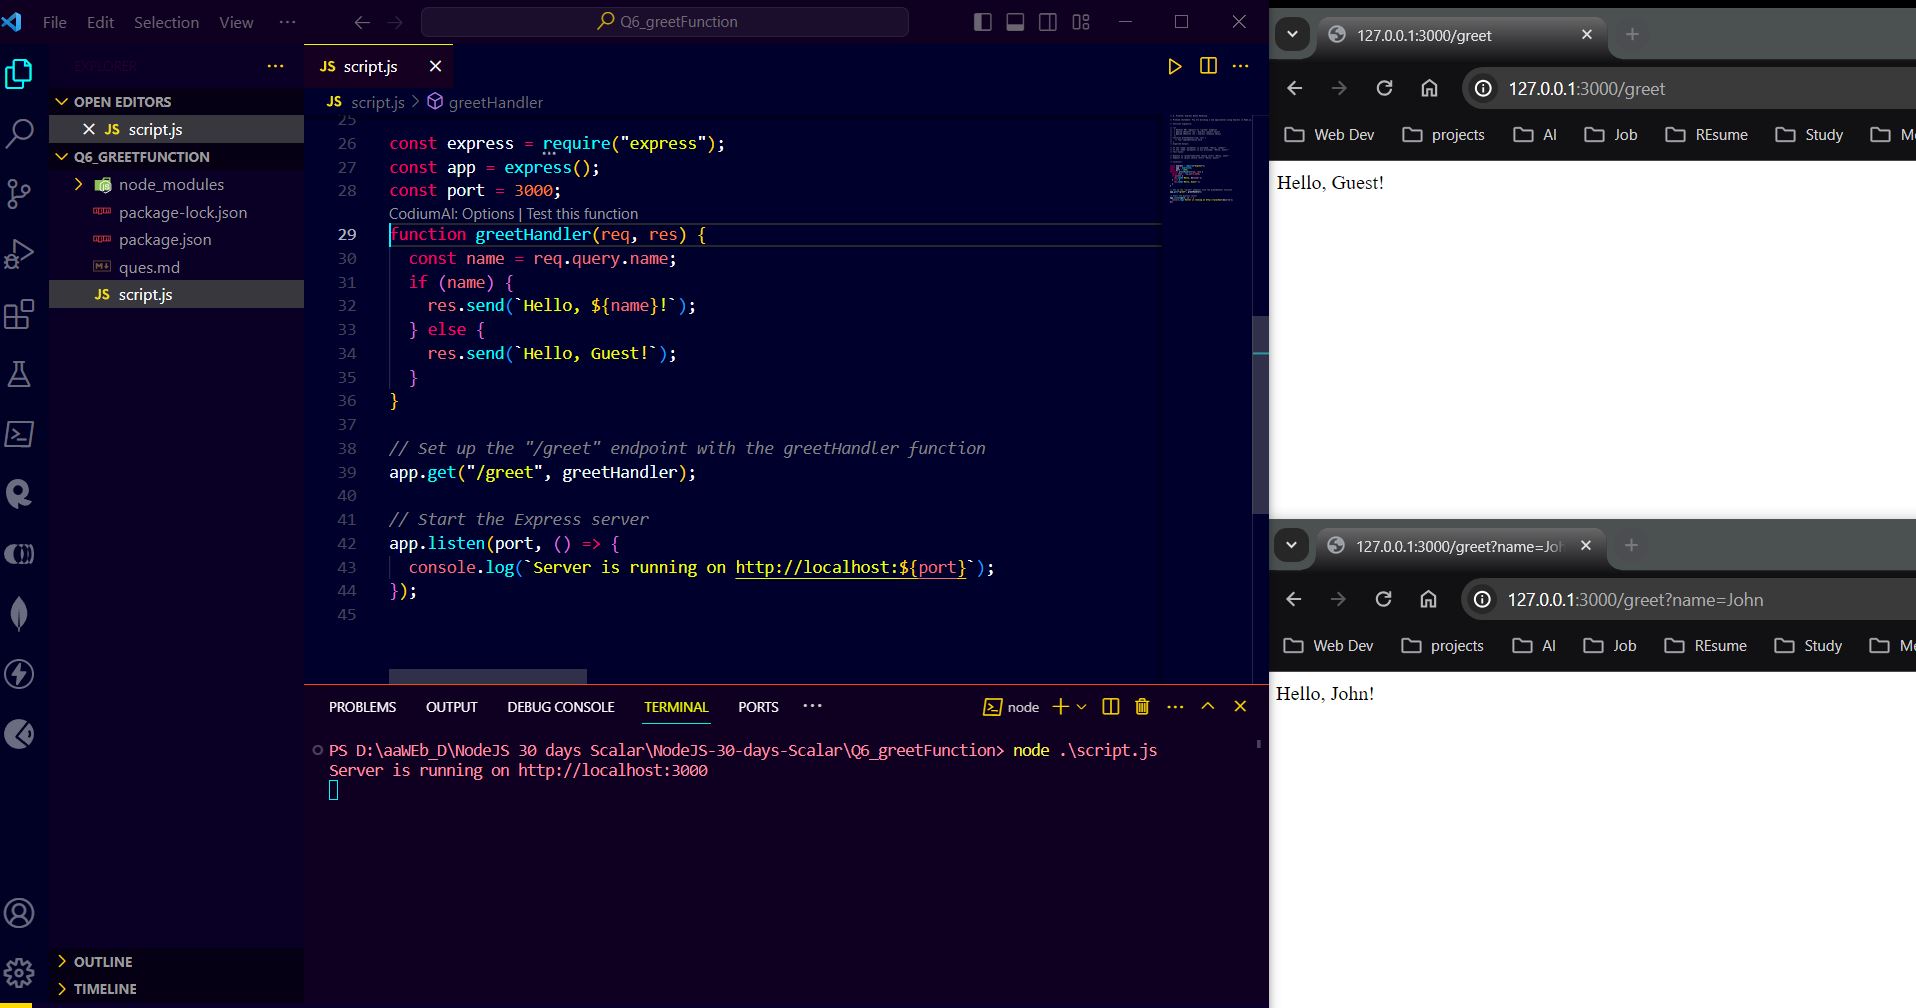 File Edit Selection View ···
Q6_greetFunction
EXPLORER
OPEN EDITORS
JS script.js
Q6_GREETFUNCTION
node_modules
package-lock.json
package.json
ques.md
JS script.js
OUTLINE
TIMELINE
JS script.js
JS script.js > greetHandler
25
26 const express = require("express");
27 const app = express();
28 const port = 3000;
CodiumAI: Options | Test this function
29 function greetHandler(req, res) {
30 const name = req.query.name;
31 if (name) {
32 res.send(`Hello, ${name}!`);
33 } else {
34 res.send(`Hello, Guest!`);
35 }
36 }
37
38 // Set up the "/greet" endpoint with the greetHandler function
39 app.get("/greet", greetHandler);
40
41 // Start the Express server
42 app.listen(port, () => {
43 console.log(`Server is running on http://localhost:${port}`);
44 });
45
PROBLEMS OUTPUT DEBUG CONSOLE TERMINAL PORTS ···
node
PS D:\aaWEb_D\NodeJS 30 days Scalar\NodeJS-30-days-Scalar\Q6_greetFunction> node .\script.js
Server is running on http://localhost:3000
127.0.0.1:3000/greet
127.0.0.1:3000/greet
Web Dev projects AI Job REsume Study
Hello, Guest!
127.0.0.1:3000/greet?name=Joh
127.0.0.1:3000/greet?name=John
Web Dev projects AI Job REsume Study
Hello, John!